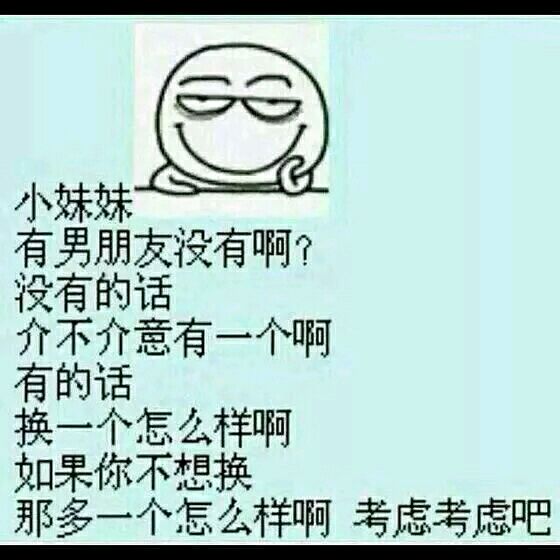 小妹妹
有男朋友没有啊?
没有的话
介不介意有一个啊
有的话
换一个怎么样啊
如果你不想换
那多一个怎么样啊 考虑考虑吧